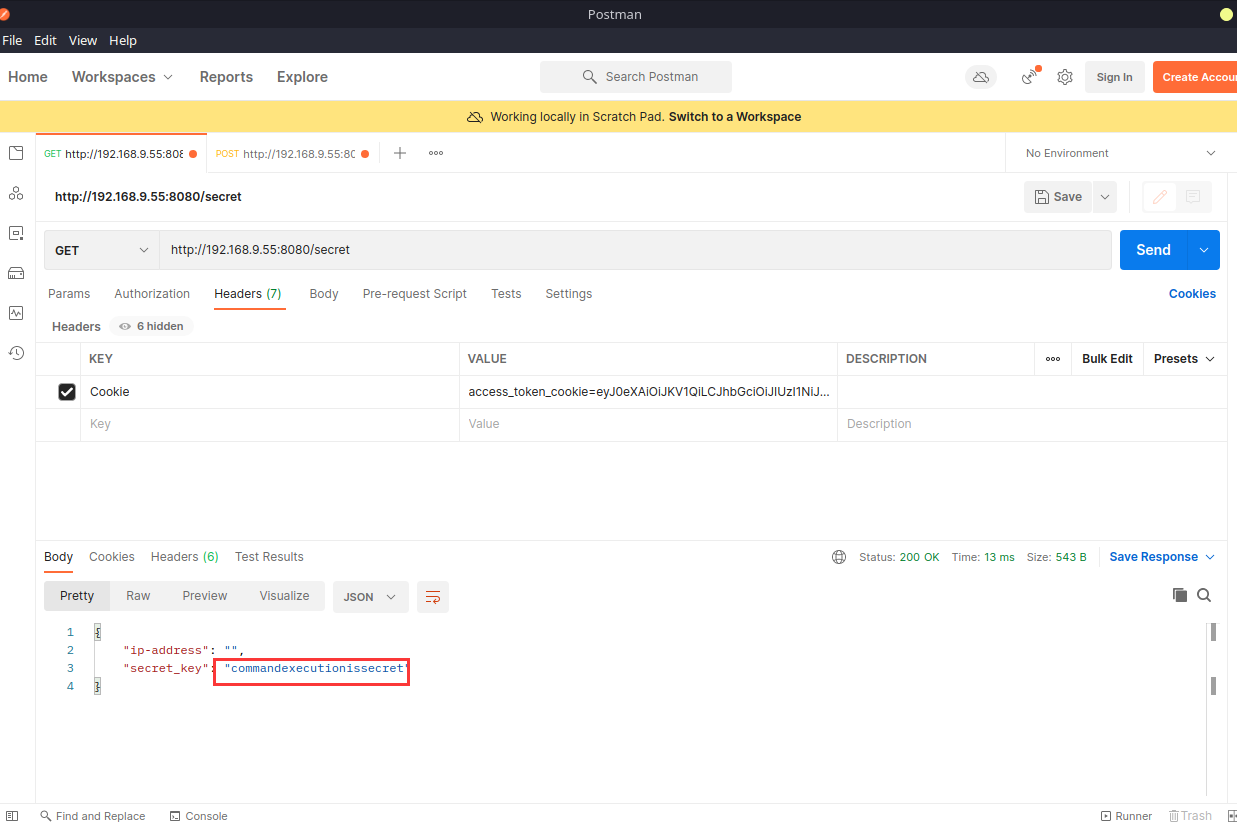 Postman
File Edit View Help
Home Workspaces Reports Explore Search Postman Sign In Create Accou
Working locally in Scratch Pad. Switch to a Workspace
GET http://192.168.9.55:808 POST http://192.168.9.55:80 No Environment
http://192.168.9.55:8080/secret Save
GET http://192.168.9.55:8080/secret Send
Params Authorization Headers (7) Body Pre-request Script Tests Settings Cookies
Headers 6 hidden
KEY VALUE DESCRIPTION Bulk Edit Presets
Cookie access_token_cookie=eyJ0eXAiOiJKV1QiLCJhbGciOiJIUzI1NiJ...
Key Value Description
Body Cookies Headers (6) Test Results Status: 200 OK Time: 13 ms Size: 543 B Save Response
Pretty Raw Preview Visualize JSON
1 {
2 "ip-address": "",
3 "secret_key": "commandexecutionissecret"
4 }
Find and Replace Console Runner Trash